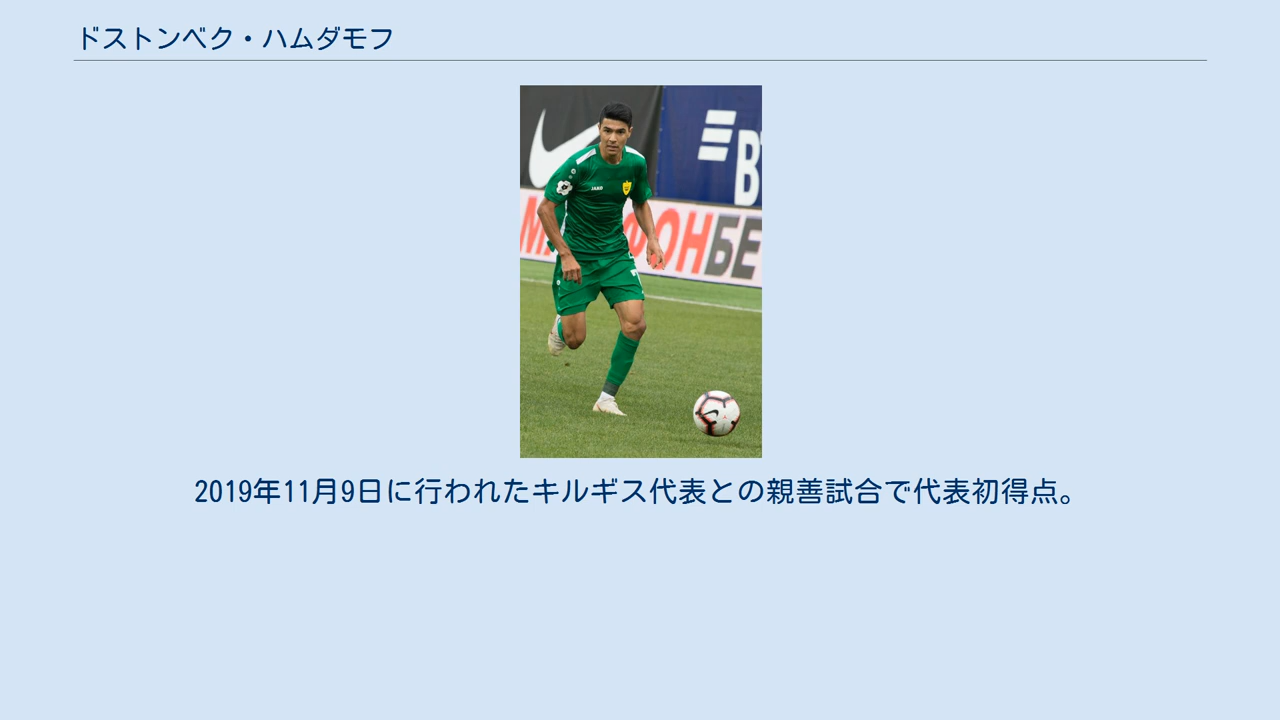 ドストンベク・ハムダモフ
JAKO
2019年11月9日に行われたキルギス代表との親善試合で代表初得点。